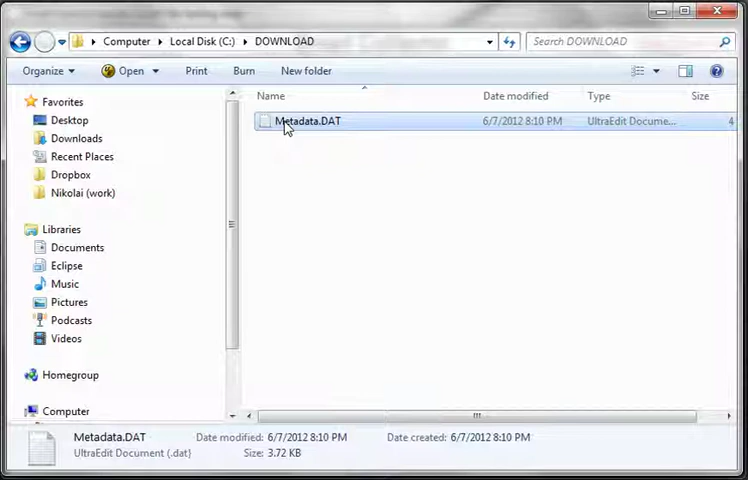 Computer Local Disk (C:) DOWNLOAD Search DOWNLOAD
Organize Open Print Burn New folder
Name Date modified Type Size
Metadata.DAT 6/7/2012 8:10 PM UltraEdit Docume... 4
Favorites
Desktop
Downloads
Recent Places
Dropbox
Nikolai (work)
Libraries
Documents
Eclipse
Music
Pictures
Podcasts
Videos
Homegroup
Computer
Metadata.DAT Date modified: 6/7/2012 8:10 PM Date created: 6/7/2012 8:10 PM
UltraEdit Document (.dat) Size: 3.72 KB